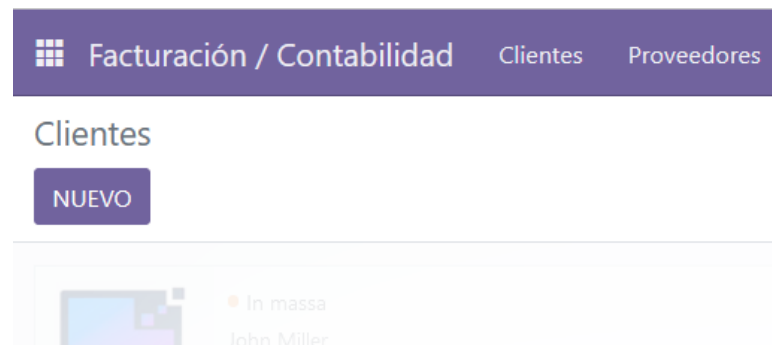 Facturación / Contabilidad Clientes Proveedores
Clientes
NUEVO
In massa
John Miller